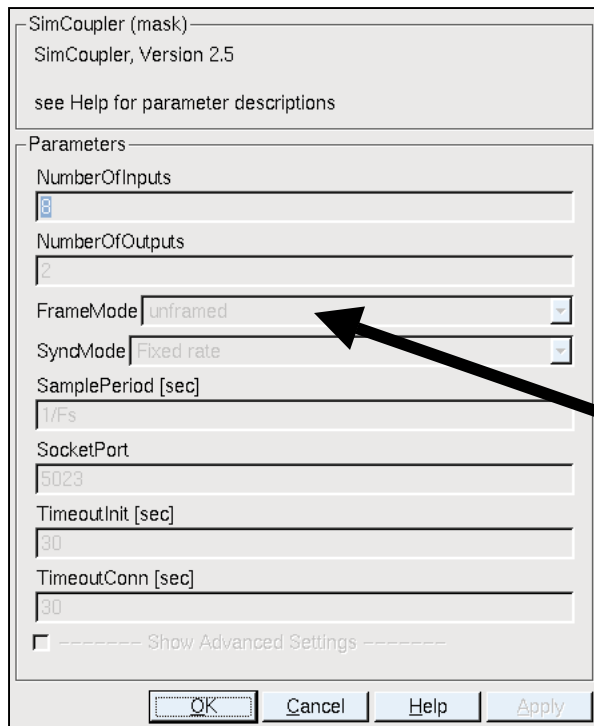 SimCoupler (mask)
SimCoupler, Version 2.5
see Help for parameter descriptions
Parameters
NumberOfInputs
8
NumberOfOutputs
2
FrameMode unframed
SyncMode Fixed rate
SamplePeriod [sec]
1/Fs
SocketPort
5023
TimeoutInit [sec]
30
TimeoutConn [sec]
30
------- Show Advanced Settings -------
OK Cancel Help Apply